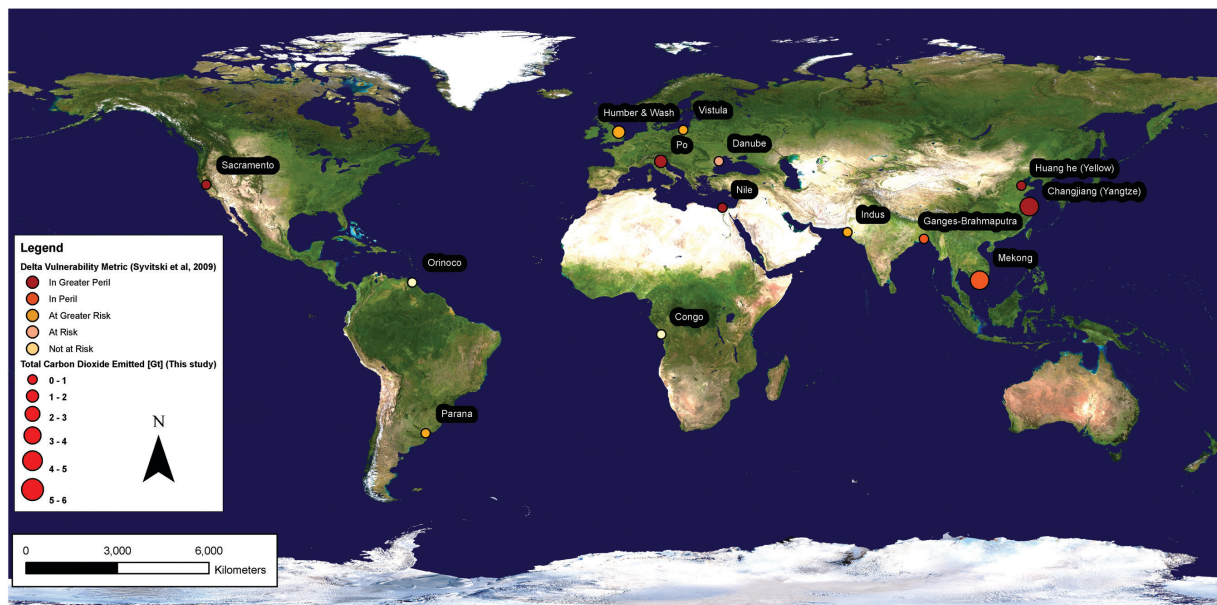 Humber & Wash
Vistula
Sacramento
Po
Danube
Huang he (Yellow)
Changjiang (Yangtze)
Nile
Indus
Ganges-Brahmaputra
Mekong
Orinoco
Congo
Parana
Legend
Delta Vulnerability Metric (Syvitski et al, 2009)
In Greater Peril
In Peril
At Greater Risk
At Risk
Not at Risk
Total Carbon Dioxide Emitted [Gt] (This study)
0 - 1
1 - 2
2 - 3
3 - 4
4 - 5
5 - 6
N
0 3,000 6,000
Kilometers